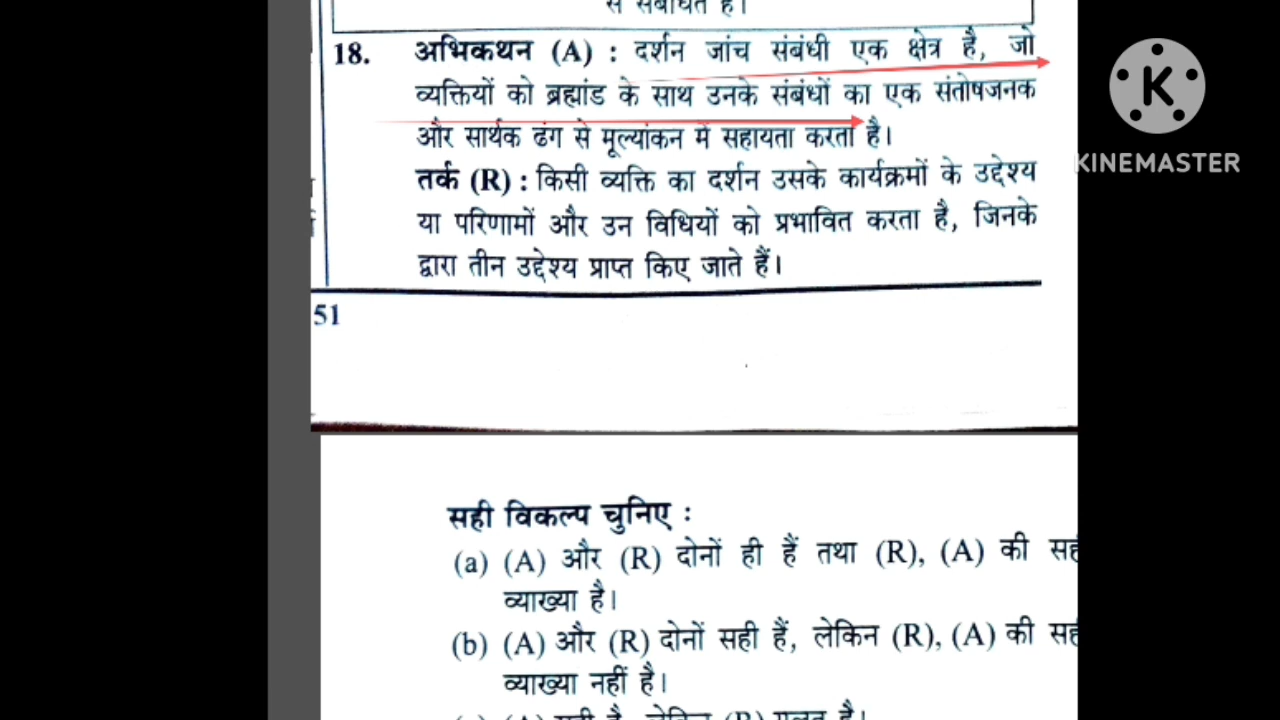 से संबंधित है।
18. अभिकथन (A) : दर्शन जांच संबंधी एक क्षेत्र है, जो
व्यक्तियों को ब्रह्मांड के साथ उनके संबंधों का एक संतोषजनक
और सार्थक ढंग से मूल्यांकन में सहायता करता है।
तर्क (R) : किसी व्यक्ति का दर्शन उसके कार्यक्रमों के उद्देश्य
या परिणामों और उन विधियों को प्रभावित करता है, जिनके
द्वारा तीन उद्देश्य प्राप्त किए जाते हैं।
51
सही विकल्प चुनिए :
(a) (A) और (R) दोनों ही हैं तथा (R), (A) की
व्याख्या है।
(b) (A) और (R) दोनों सही हैं, लेकिन (R), (A) की
व्याख्या नहीं है।
(A) सही है, लेकिन (R) गलत है।
KINEMASTER